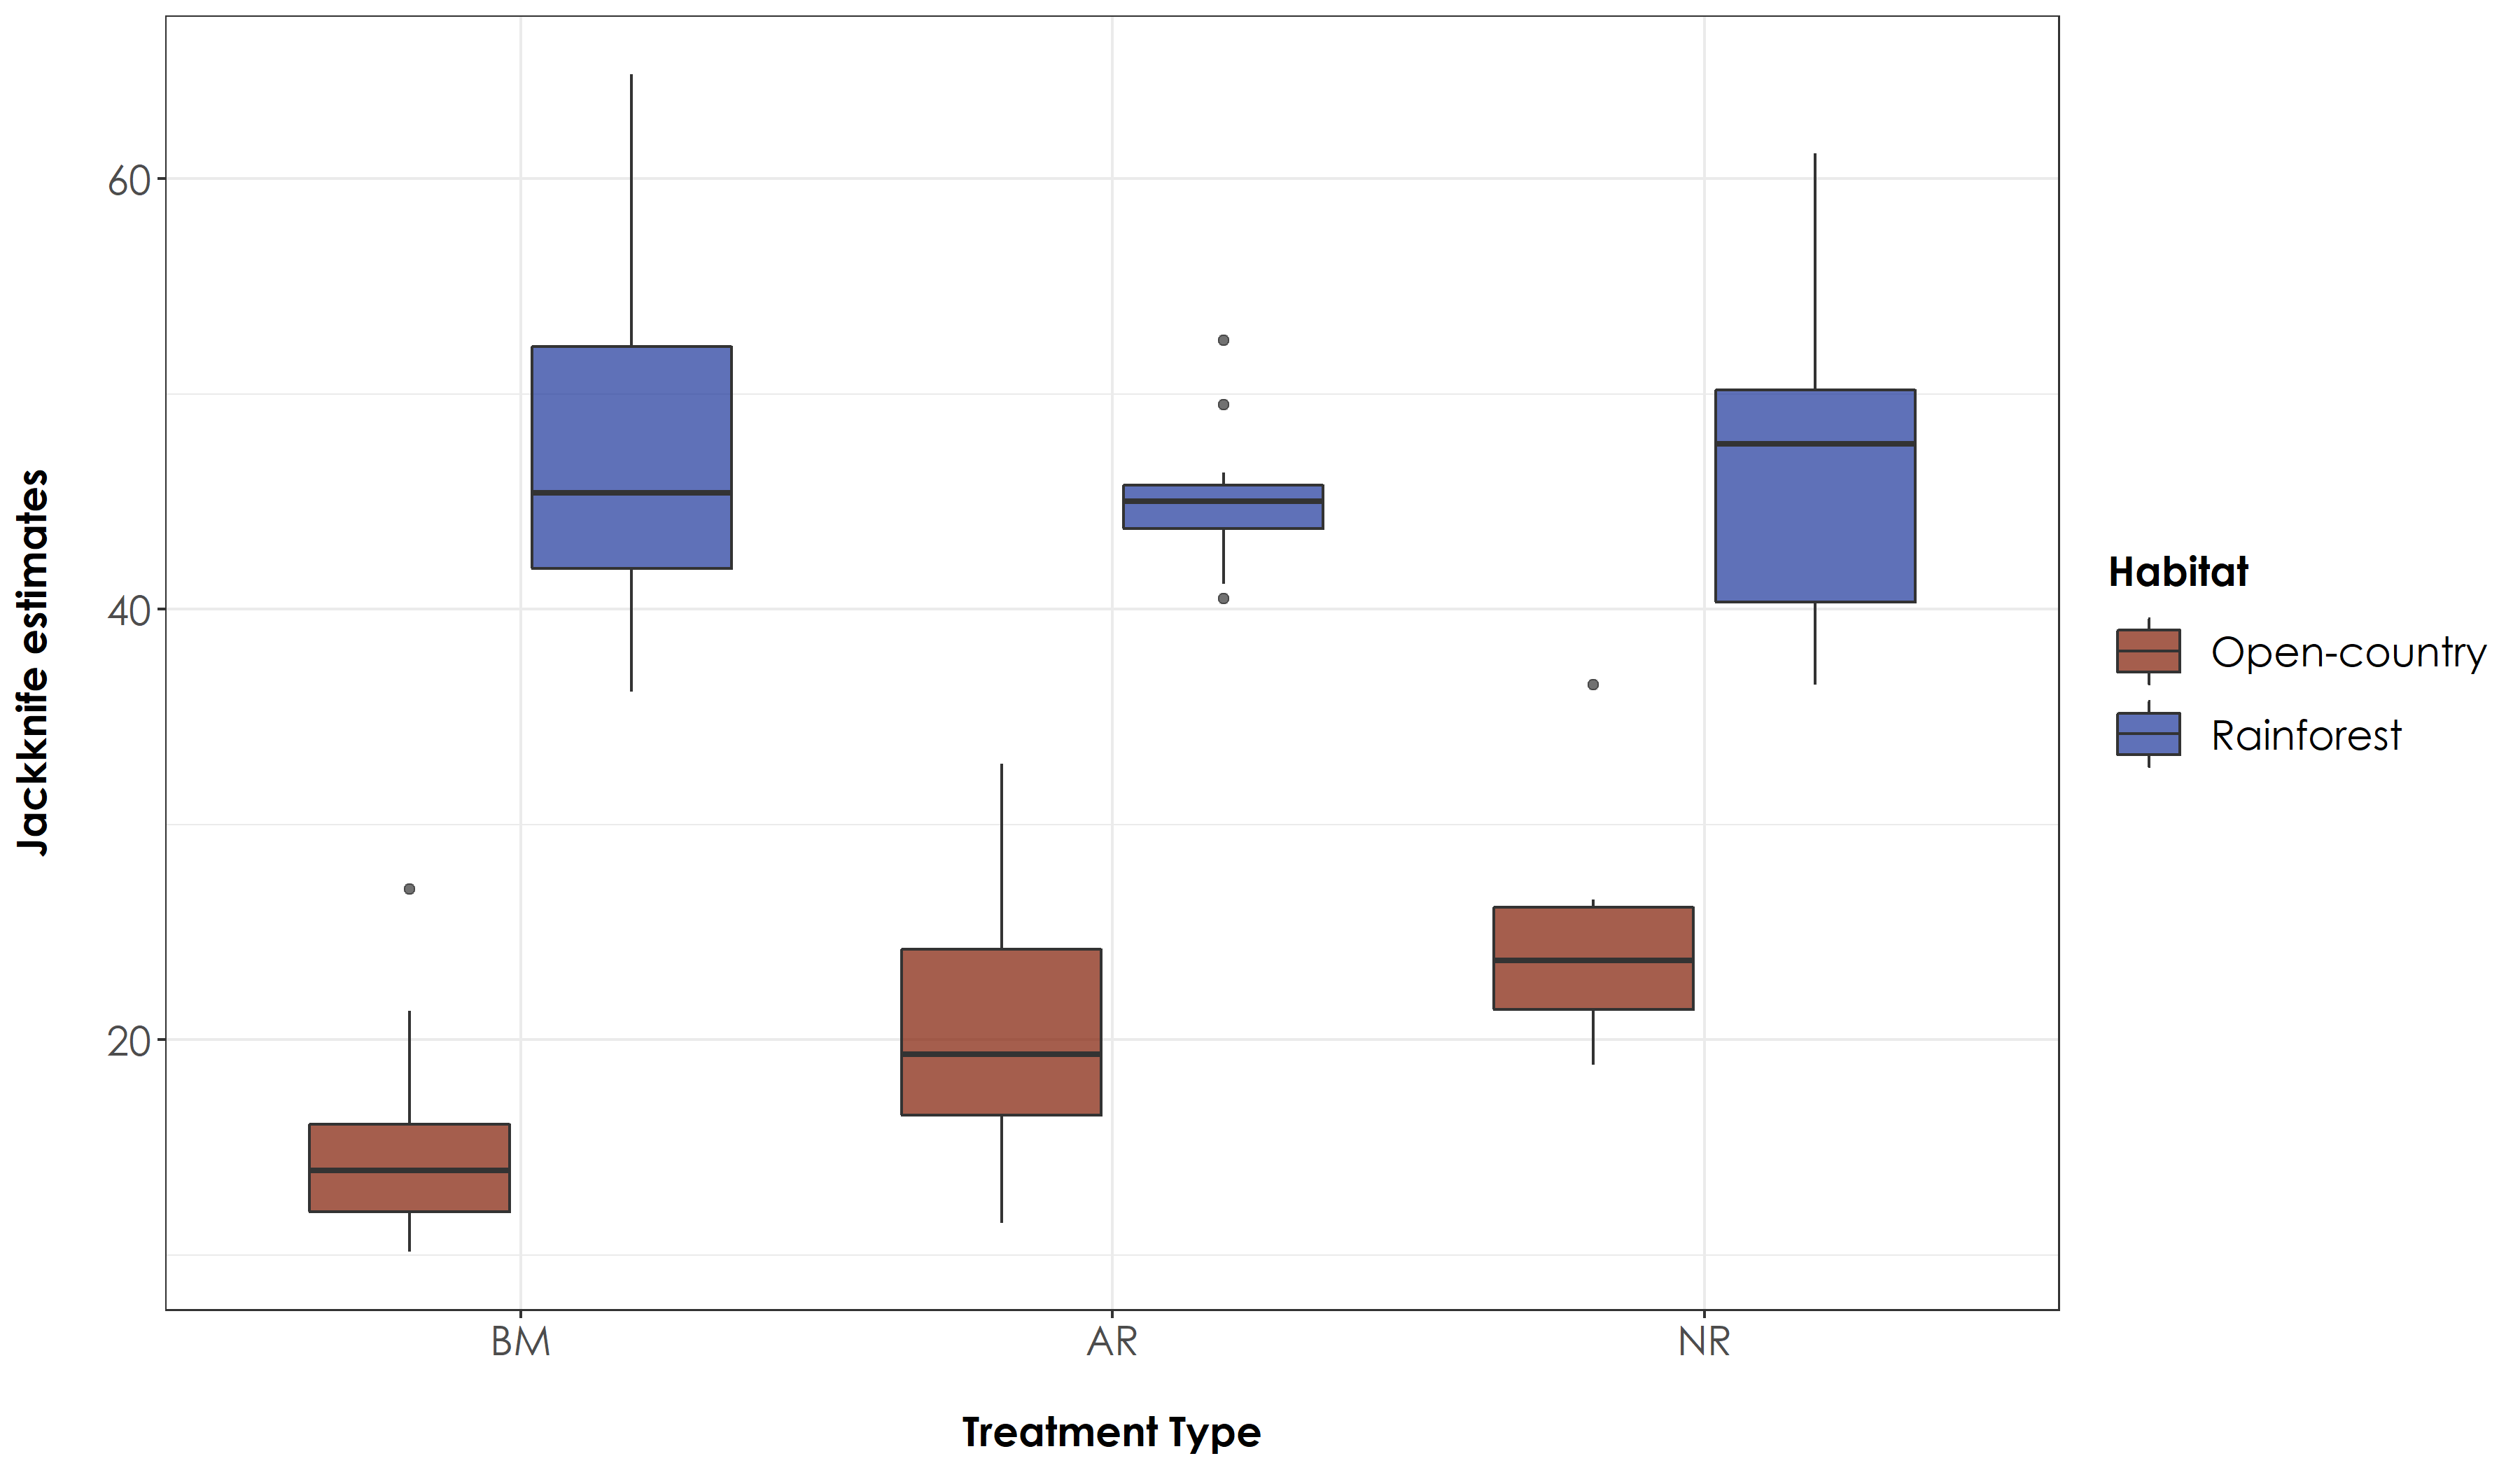 Jackknife estimates
60
40
20
BM
AR
NR
Treatment Type
Habitat
Open-country
Rainforest